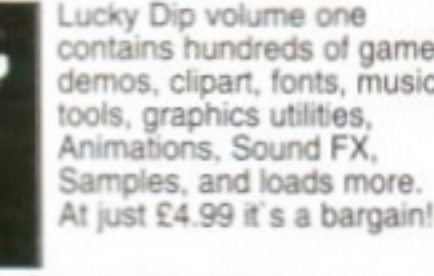 Lucky Dip volume one
contains hundreds of game
demos, clipart, fonts, music
tools, graphics utilities,
Animations, Sound FX,
Samples, and loads more.
At just £4.99 it's a bargain!